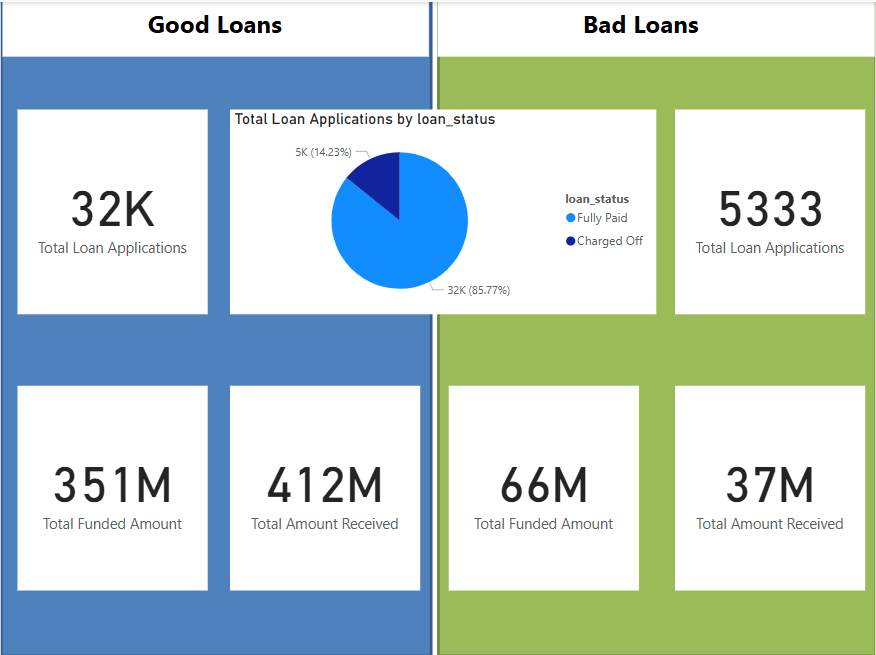 Good Loans
Bad Loans
Total Loan Applications by loan_status
5K (14.23%)
32K (85.77%)
loan_status
Fully Paid
Charged Off
32K
Total Loan Applications
5333
Total Loan Applications
351M
Total Funded Amount
412M
Total Amount Received
66M
Total Funded Amount
37M
Total Amount Received